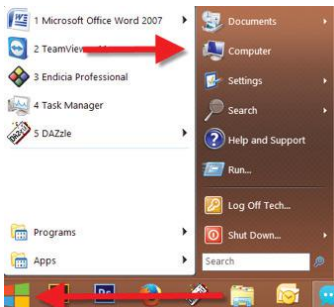 1 Microsoft Office Word 2007
2 TeamView
3 Endicia Professional
4 Task Manager
5 DAZzle
Programs
Apps
Documents
Computer
Settings
Search
Help and Support
Run...
Log Off Tech...
Shut Down...
Search